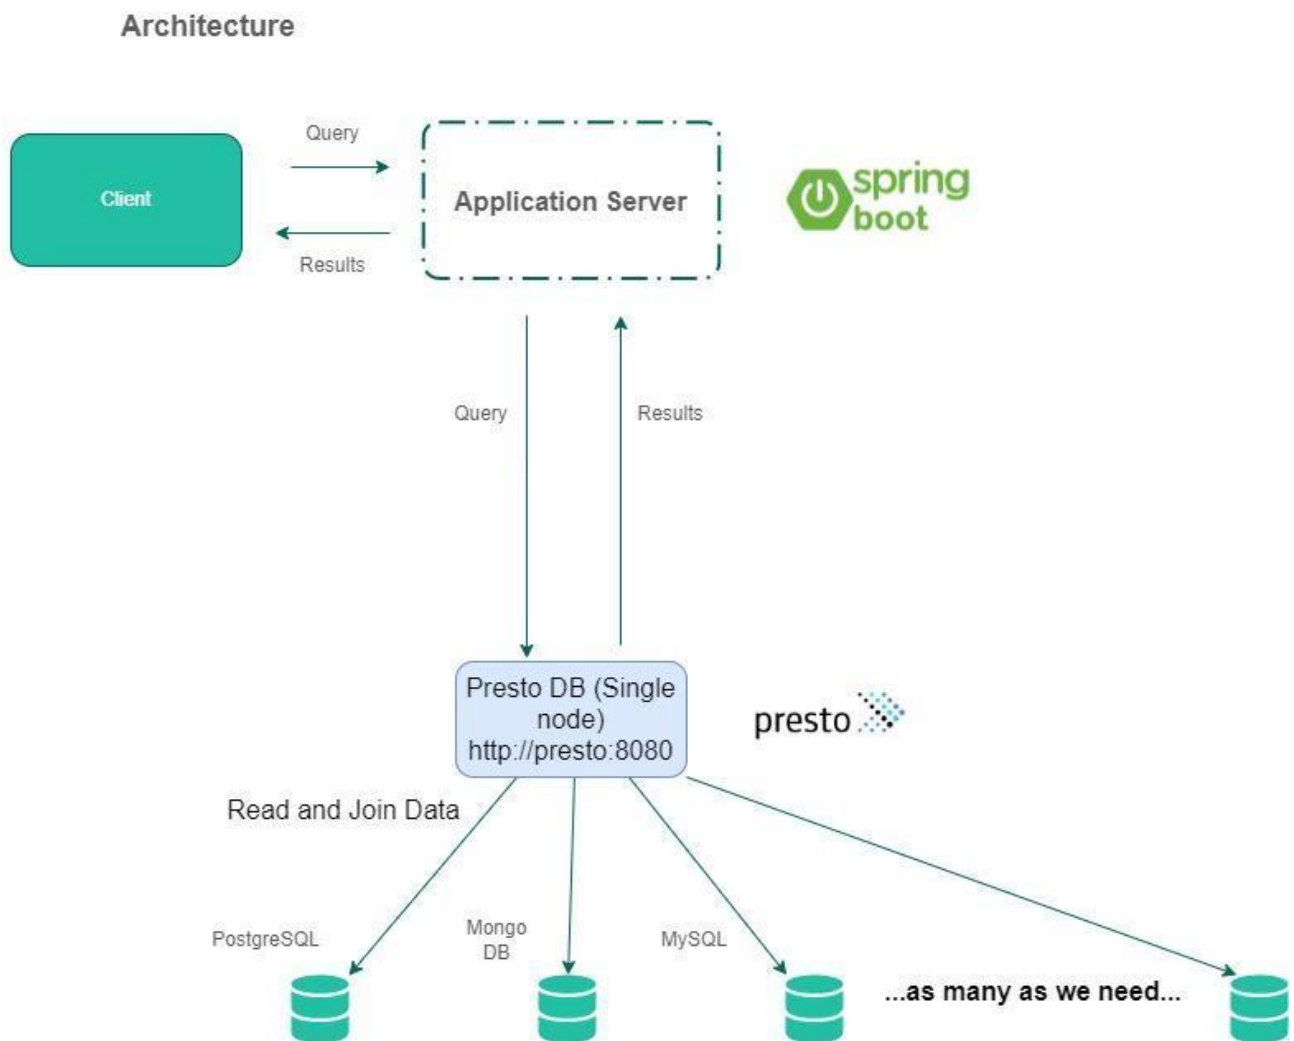 Architecture
Query
Client
Application Server
spring
boot
Results
Query
Results
Presto DB (Single
node)
http://presto:8080
presto
Read and Join Data
PostgreSQL
Mongo
DB
MySQL
...as many as we need...